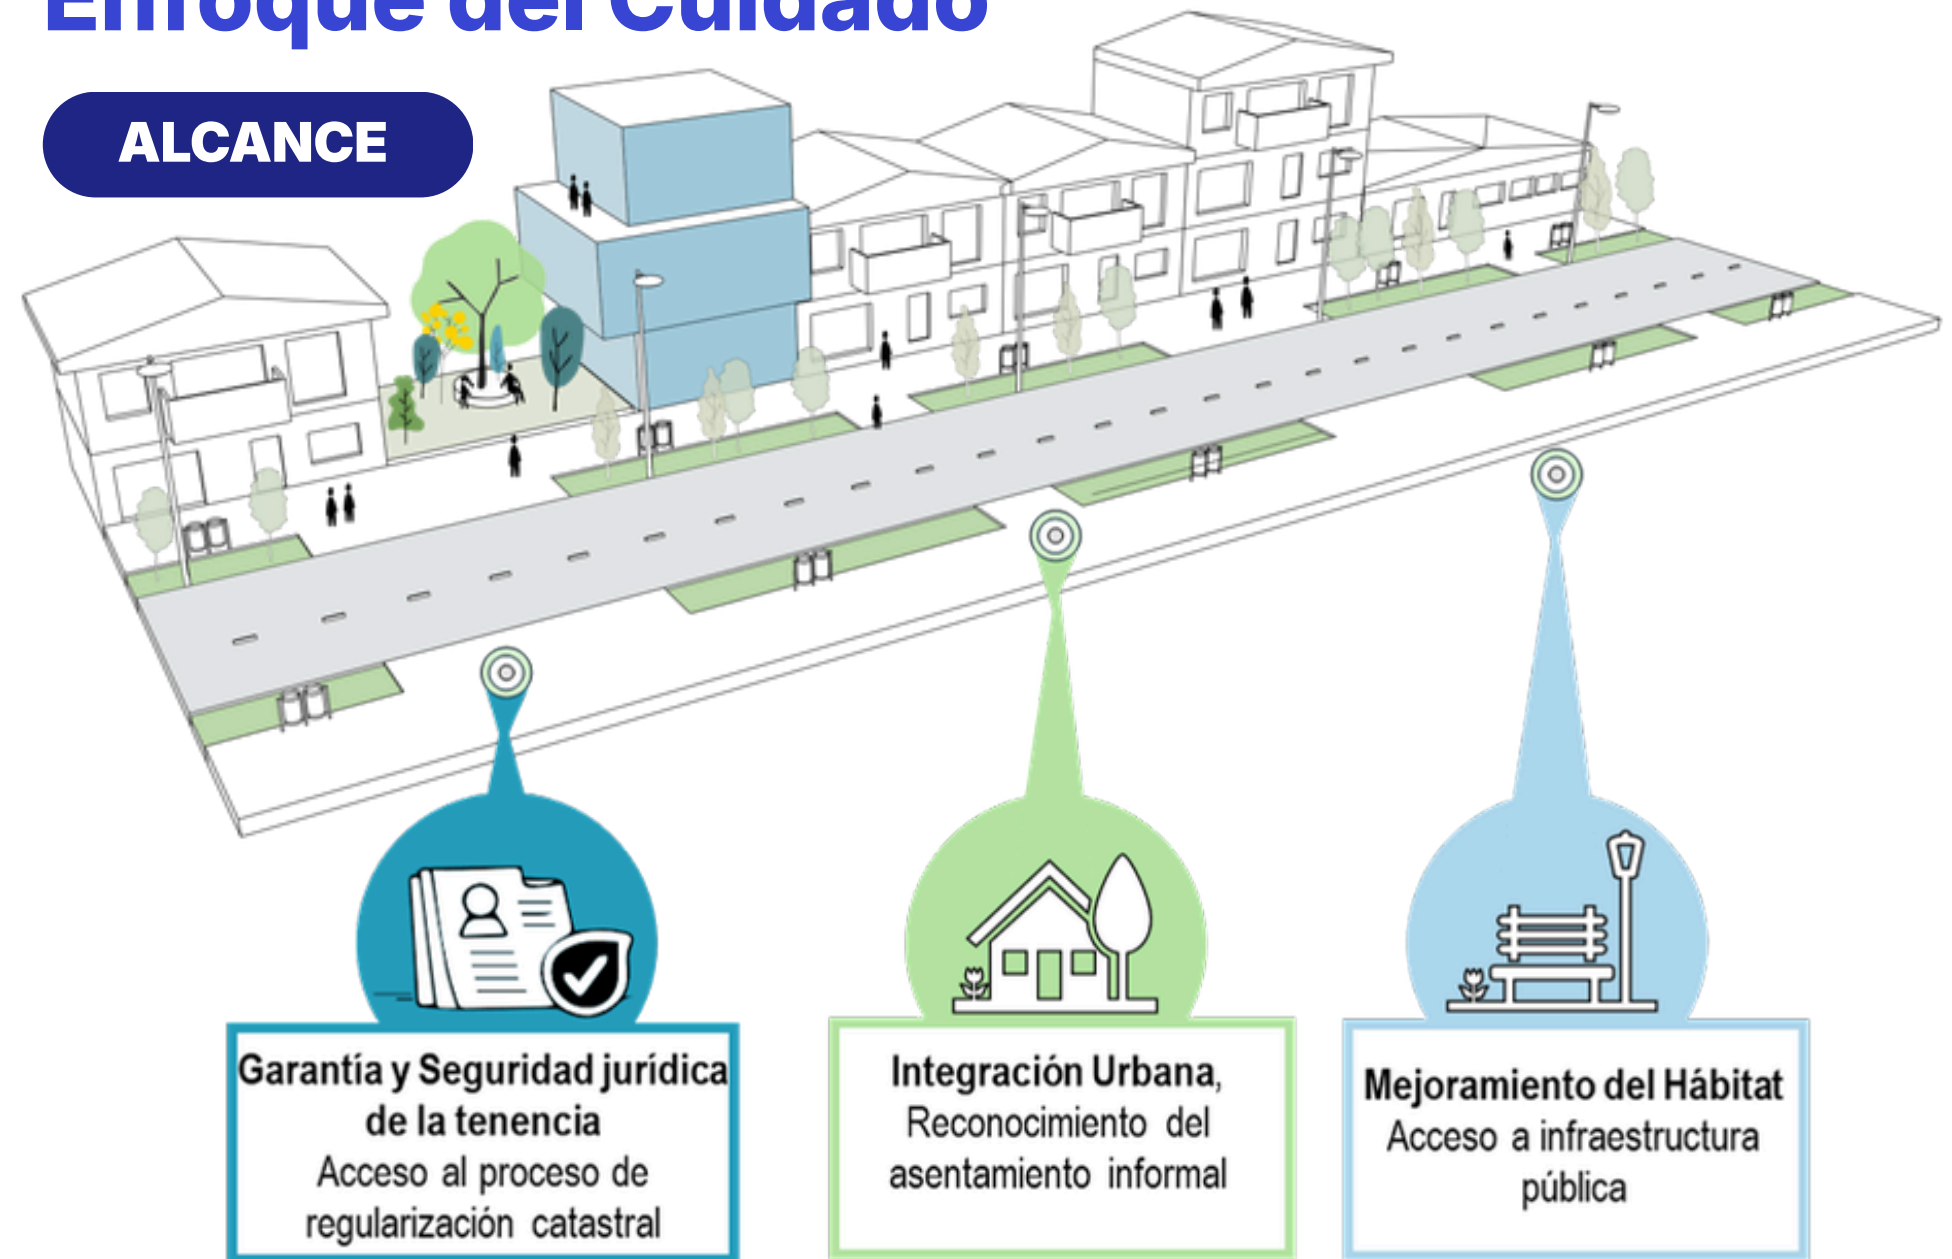 Enfoque del Cuidado
ALCANCE
Garantía y Seguridad jurídica
de la tenencia
Acceso al proceso de
regularización catastral
Integración Urbana,
Reconocimiento del
asentamiento informal
Mejoramiento del Hábitat
Acceso a infraestructura
pública